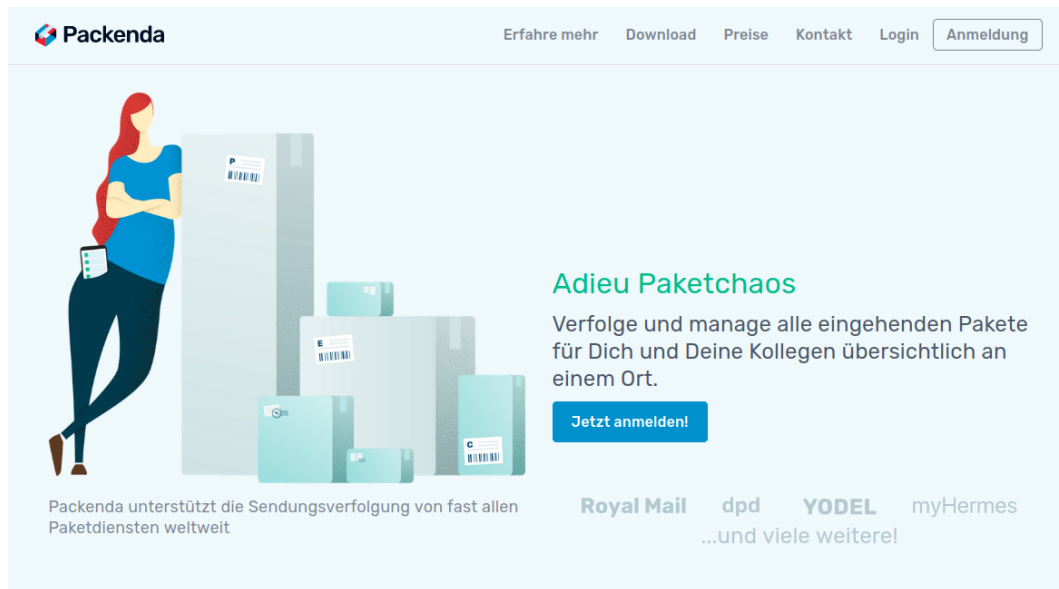 Packenda
Erfahre mehr Download Preise Kontakt Login Anmeldung
P
E
C
Adieu Paketchaos
Verfolge und manage alle eingehenden Pakete
für Dich und Deine Kollegen übersichtlich an
einem Ort.
Jetzt anmelden!
Packenda unterstützt die Sendungsverfolgung von fast allen
Paketdiensten weltweit
Royal Mail dpd YODEL myHermes
...und viele weitere!